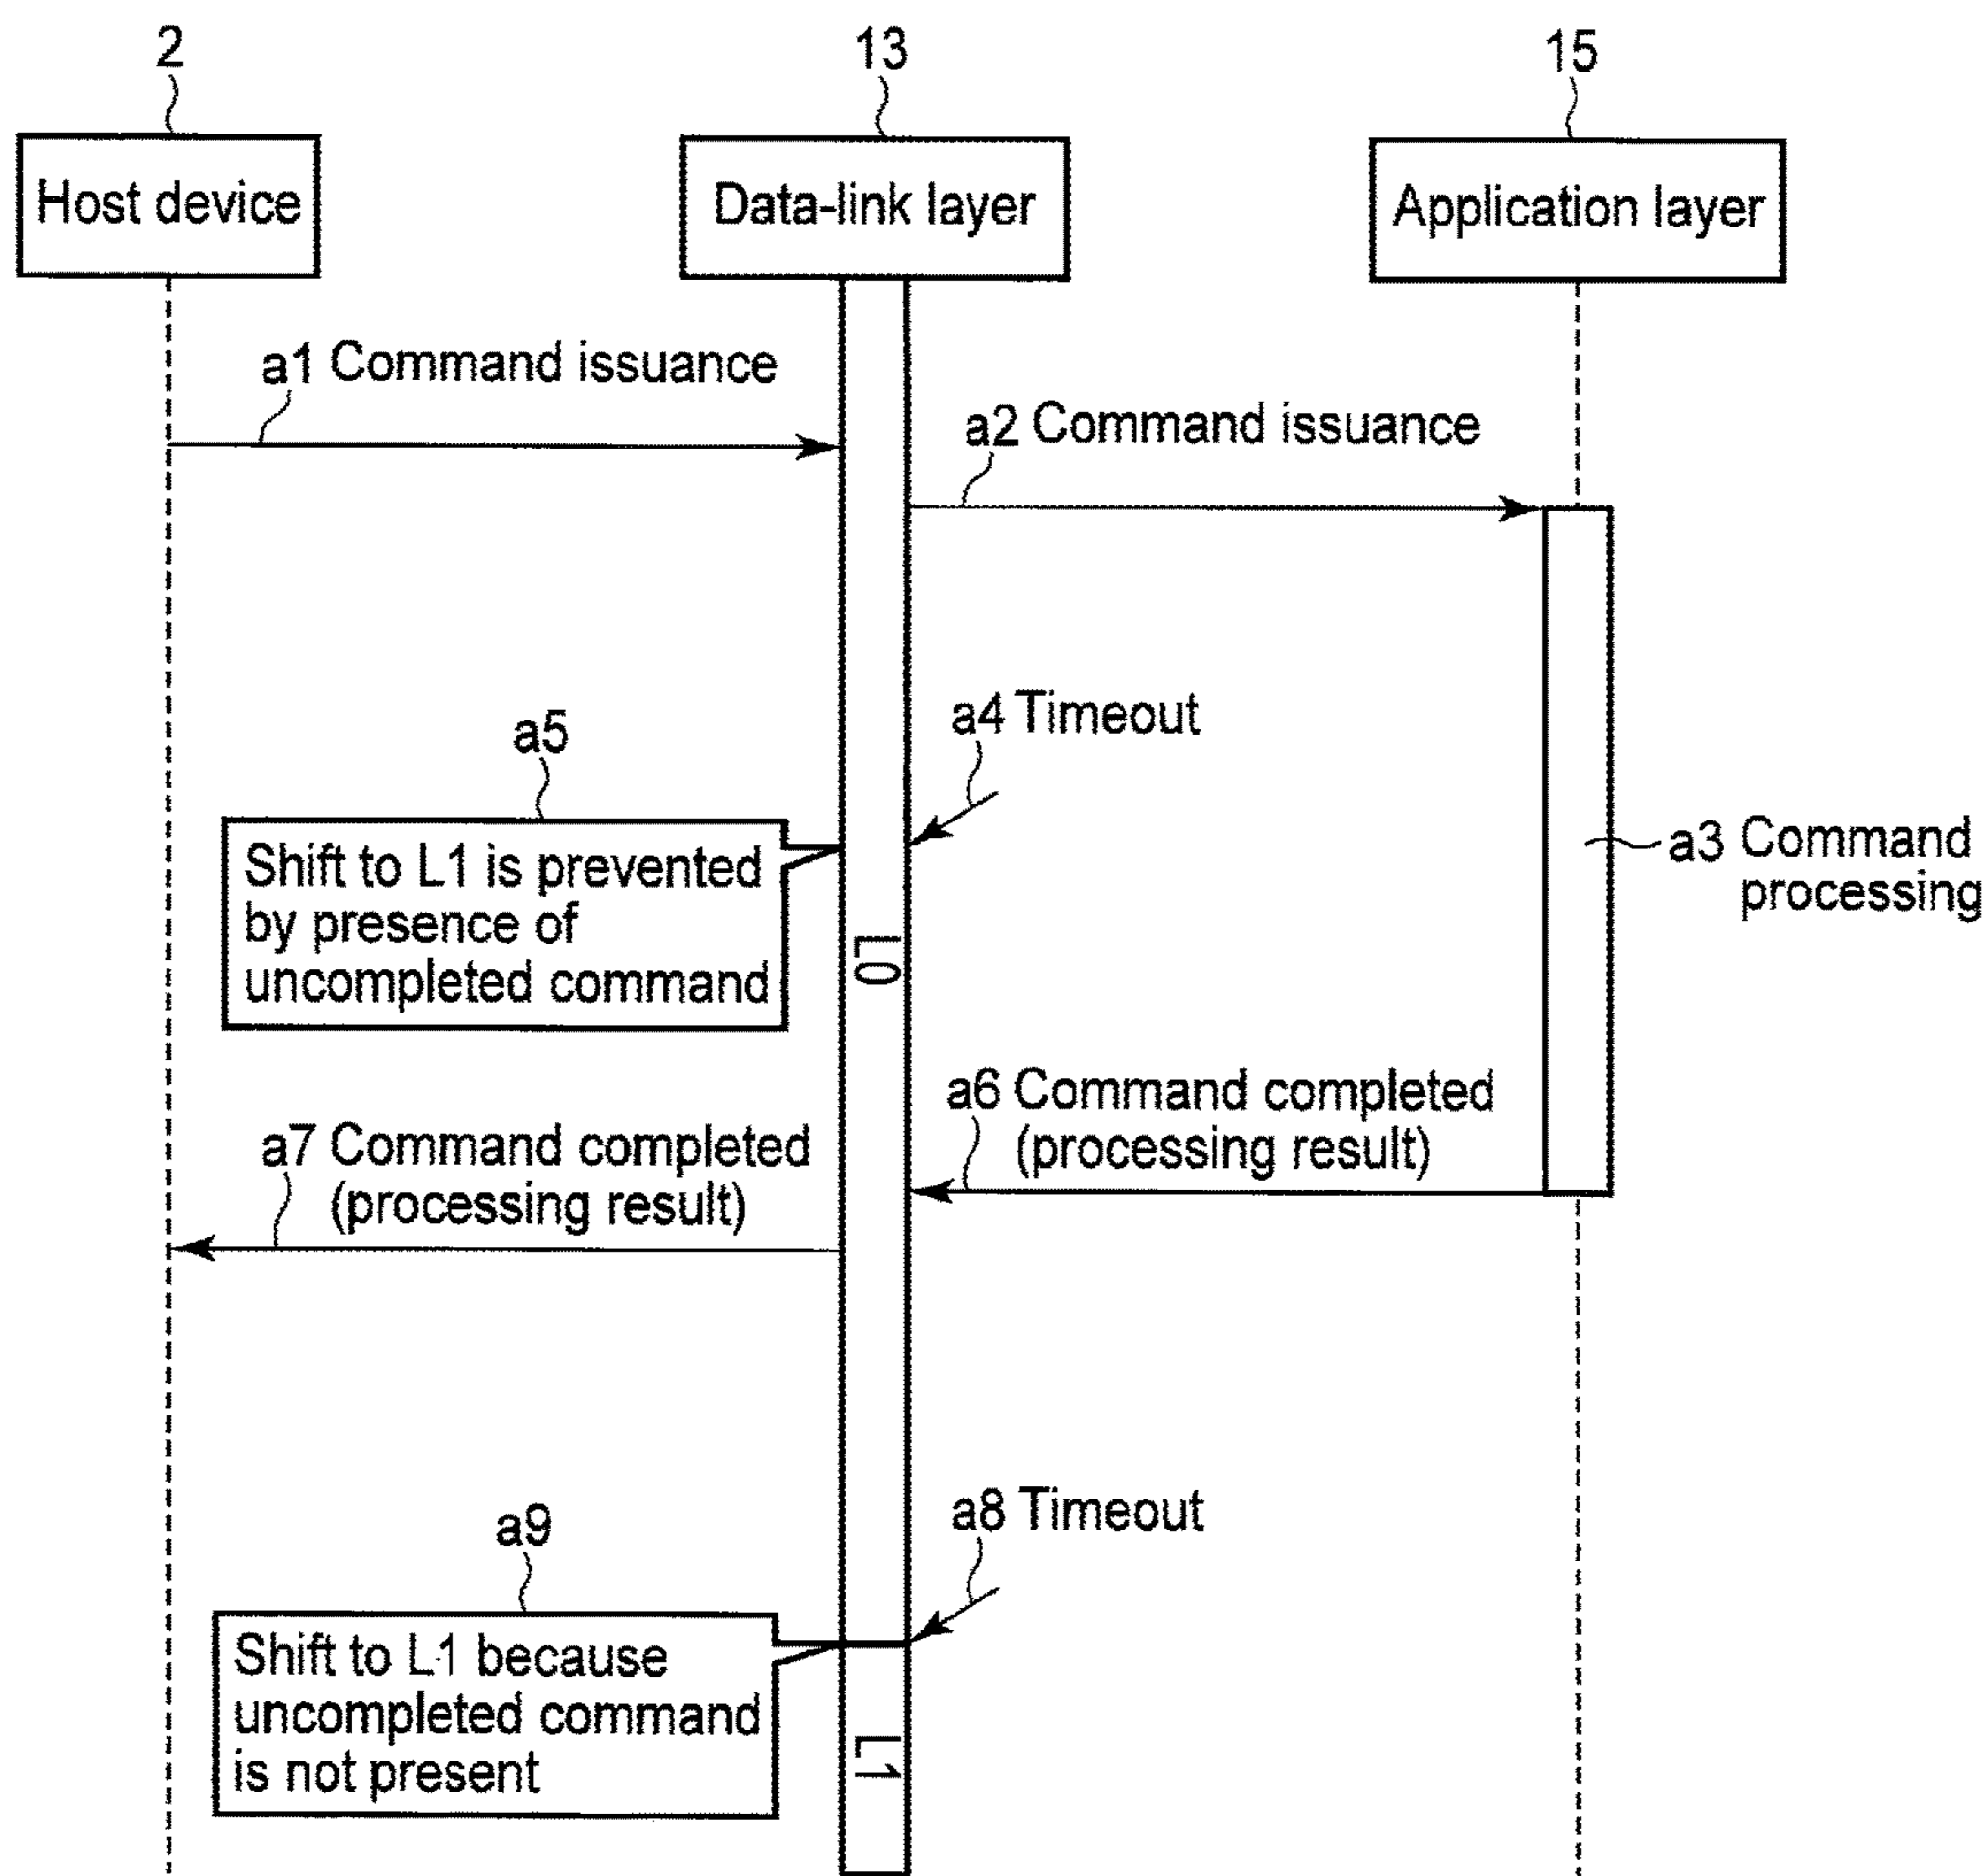 2
13
15
Host device
Data-link layer
Application layer
a1 Command issuance
a2 Command issuance
a4 Timeout
a5
Shift to L1 is prevented
by presence of
uncompleted command
L0
a3 Command
processing
a6 Command completed
(processing result)
a7 Command completed
(processing result)
a8 Timeout
a9
Shift to L1 because
uncompleted command
is not present
L1